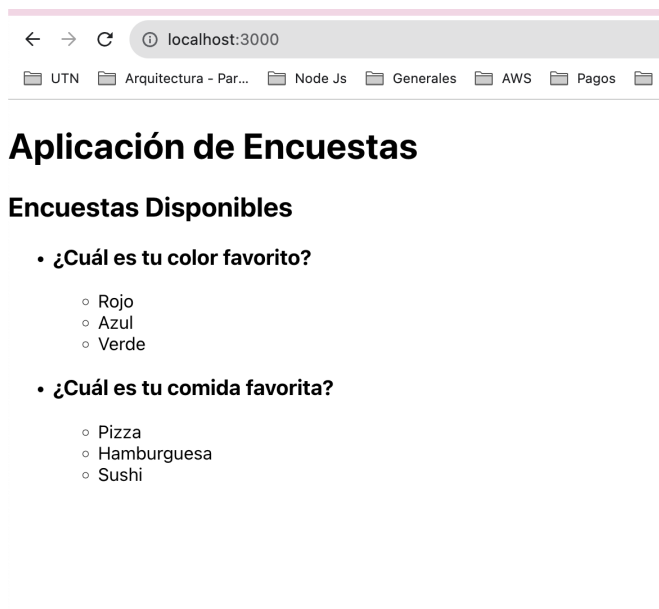 localhost:3000
UTN Arquitectura - Par... Node Js Generales AWS Pagos
Aplicación de Encuestas
Encuestas Disponibles
¿Cuál es tu color favorito?
Rojo
Azul
Verde
¿Cuál es tu comida favorita?
Pizza
Hamburguesa
Sushi